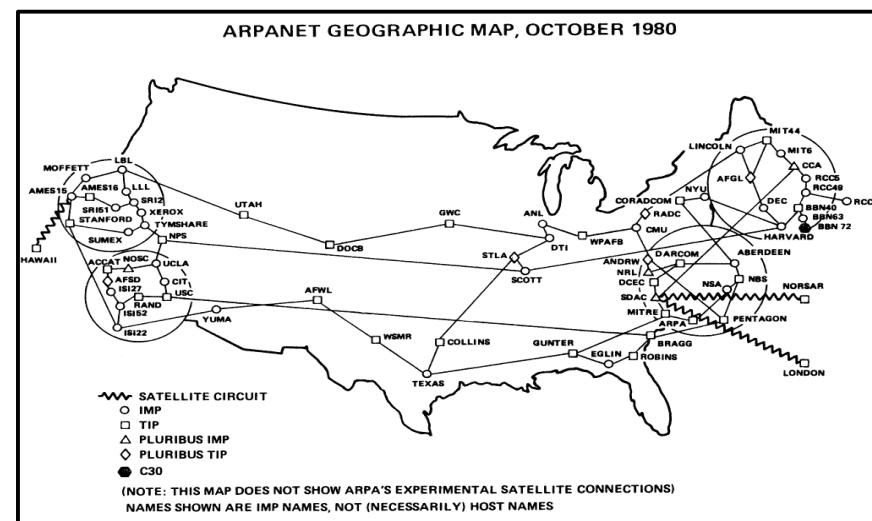 ARPANET GEOGRAPHIC MAP, OCTOBER 1980
MOFFETT
LBL
AMES15
AMES16
LLL
SRI2
SRI51
XEROX
STANFORD
TYMSHARE
SUMEX
NPS
HAWAII
UTAH
DOCB
GWC
ACCAT
NOSC
UCLA
AFSD
ISI27
CIT
RAND
USC
ISI52
ISI22
YUMA
AFWL
WSMR
TEXAS
COLLINS
STLA
SCOTT
ANL
DTI
WPAFB
CMU
CORADCOM
RADC
NYU
LINCOLN
MIT44
MIT6
CCA
AFGL
RCC5
RCC49
DEC
RCC
BBN40
BBN63
BBN 72
HARVARD
ANDRW
DARCOM
ABERDEEN
NRL
DCEC
NSA
NBS
SDAC
NORSAR
MITRE
ARPA
PENTAGON
BRAGG
GUNTER
EGLIN
ROBINS
LONDON
SATELLITE CIRCUIT
IMP
TIP
PLURIBUS IMP
PLURIBUS TIP
C30
(NOTE: THIS MAP DOES NOT SHOW ARPA'S EXPERIMENTAL SATELLITE CONNECTIONS)
NAMES SHOWN ARE IMP NAMES, NOT (NECESSARILY) HOST NAMES